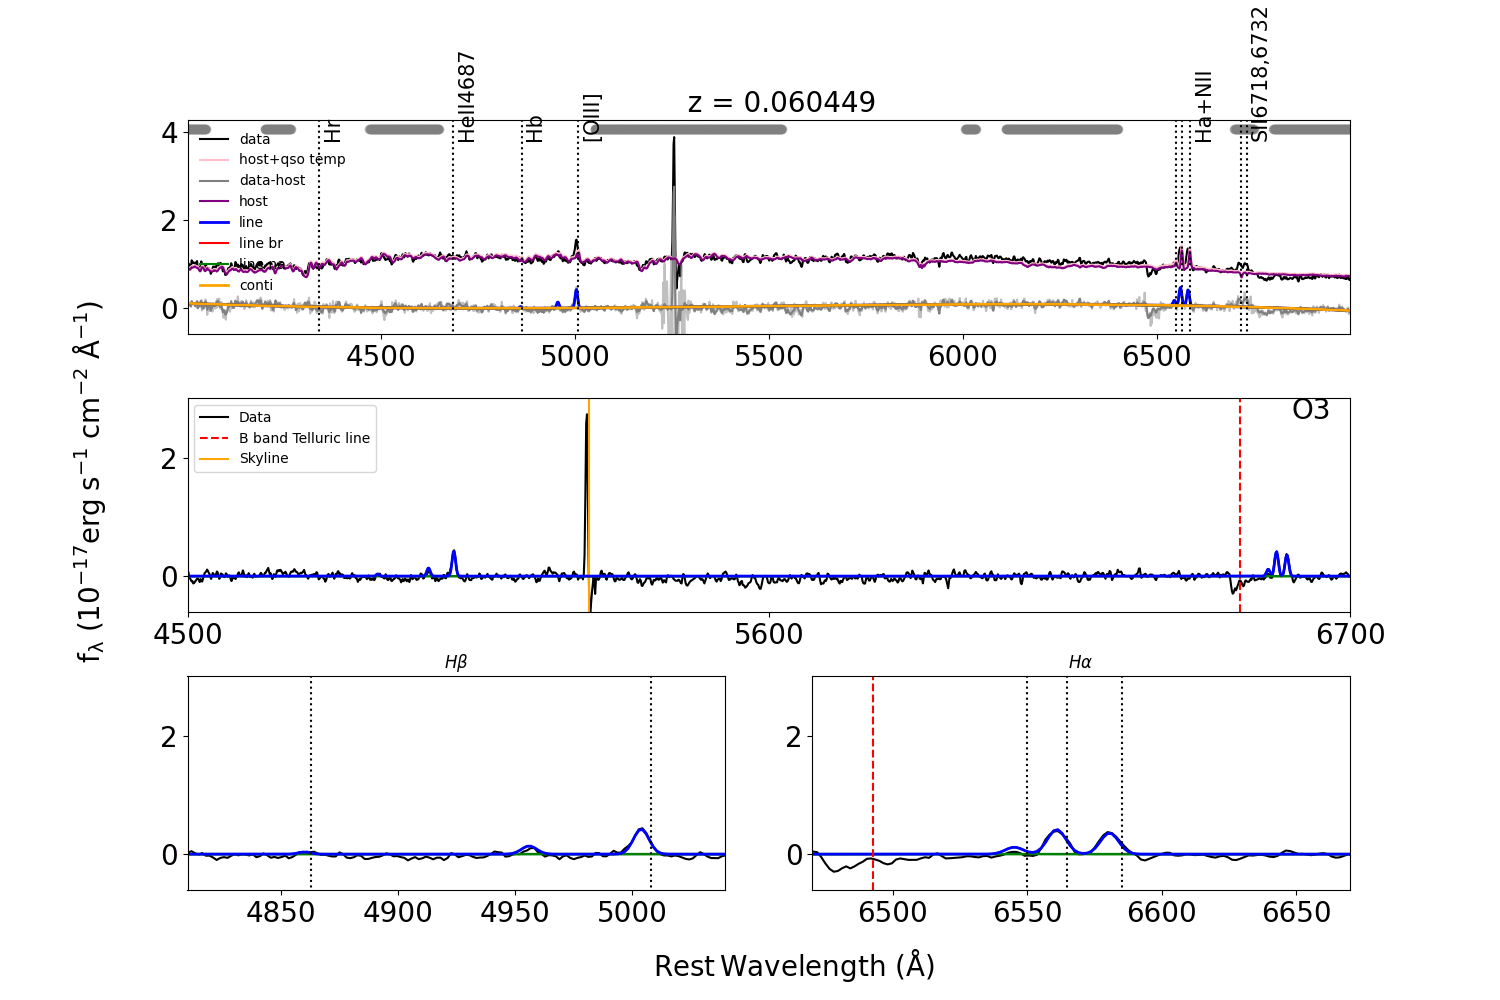 z = 0.060449
Hr
HeII4687
Hb
[OIII]
Ha+NII
SII6718,6732
data
host+qso temp
data-host
host
line
line br
line na
conti
4
2
0
4500 5000 5500 6000 6500
O3
Data
B band Telluric line
Skyline
2
0
4500 5600 6700
fλ (10⁻¹⁷erg s⁻¹ cm⁻² Å⁻¹)
Hβ
2
0
4850 4900 4950 5000
Hα
2
0
6500 6550 6600 6650
Rest Wavelength (Å)